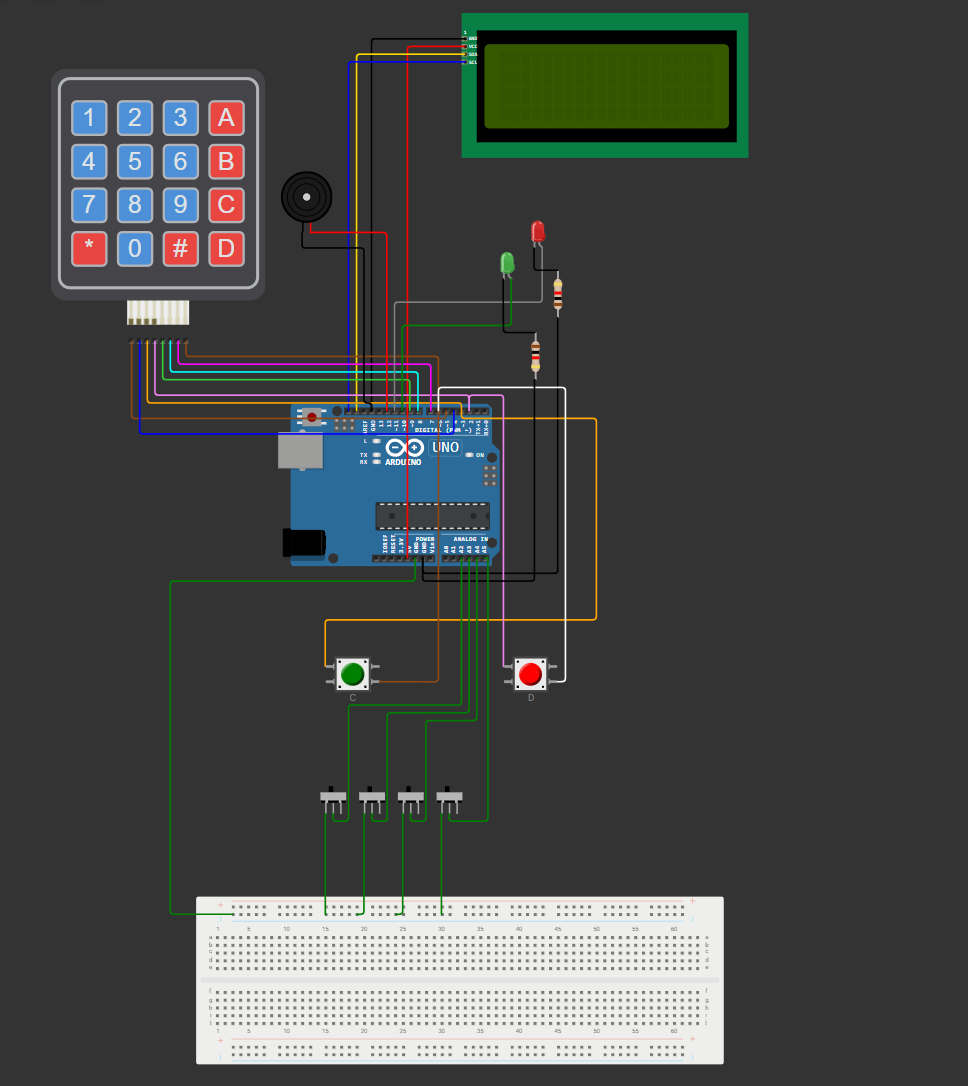 1
GND
VCC
SDA
SCL
1 2 3 A
4 5 6 B
7 8 9 C
* 0 # D
AREF
GND
13
12
~11
~10
~9
8
7
~6
~5
4
~3
2
TX→1
RX←0
DIGITAL (PWM ~)
L
TX
RX
UNO
ARDUINO
ON
IOREF
RESET
3.3V
5V
GND
GND
Vin
POWER
ANALOG IN
A0
A1
A2
A3
A4
A5
C
D
+ +
- -
1 5 10 15 20 25 30 35 40 45 50 55 60
a a
b b
c c
d d
e e
f f
g g
h h
i i
j j
1 5 10 15 20 25 30 35 40 45 50 55 60
+ +
- -